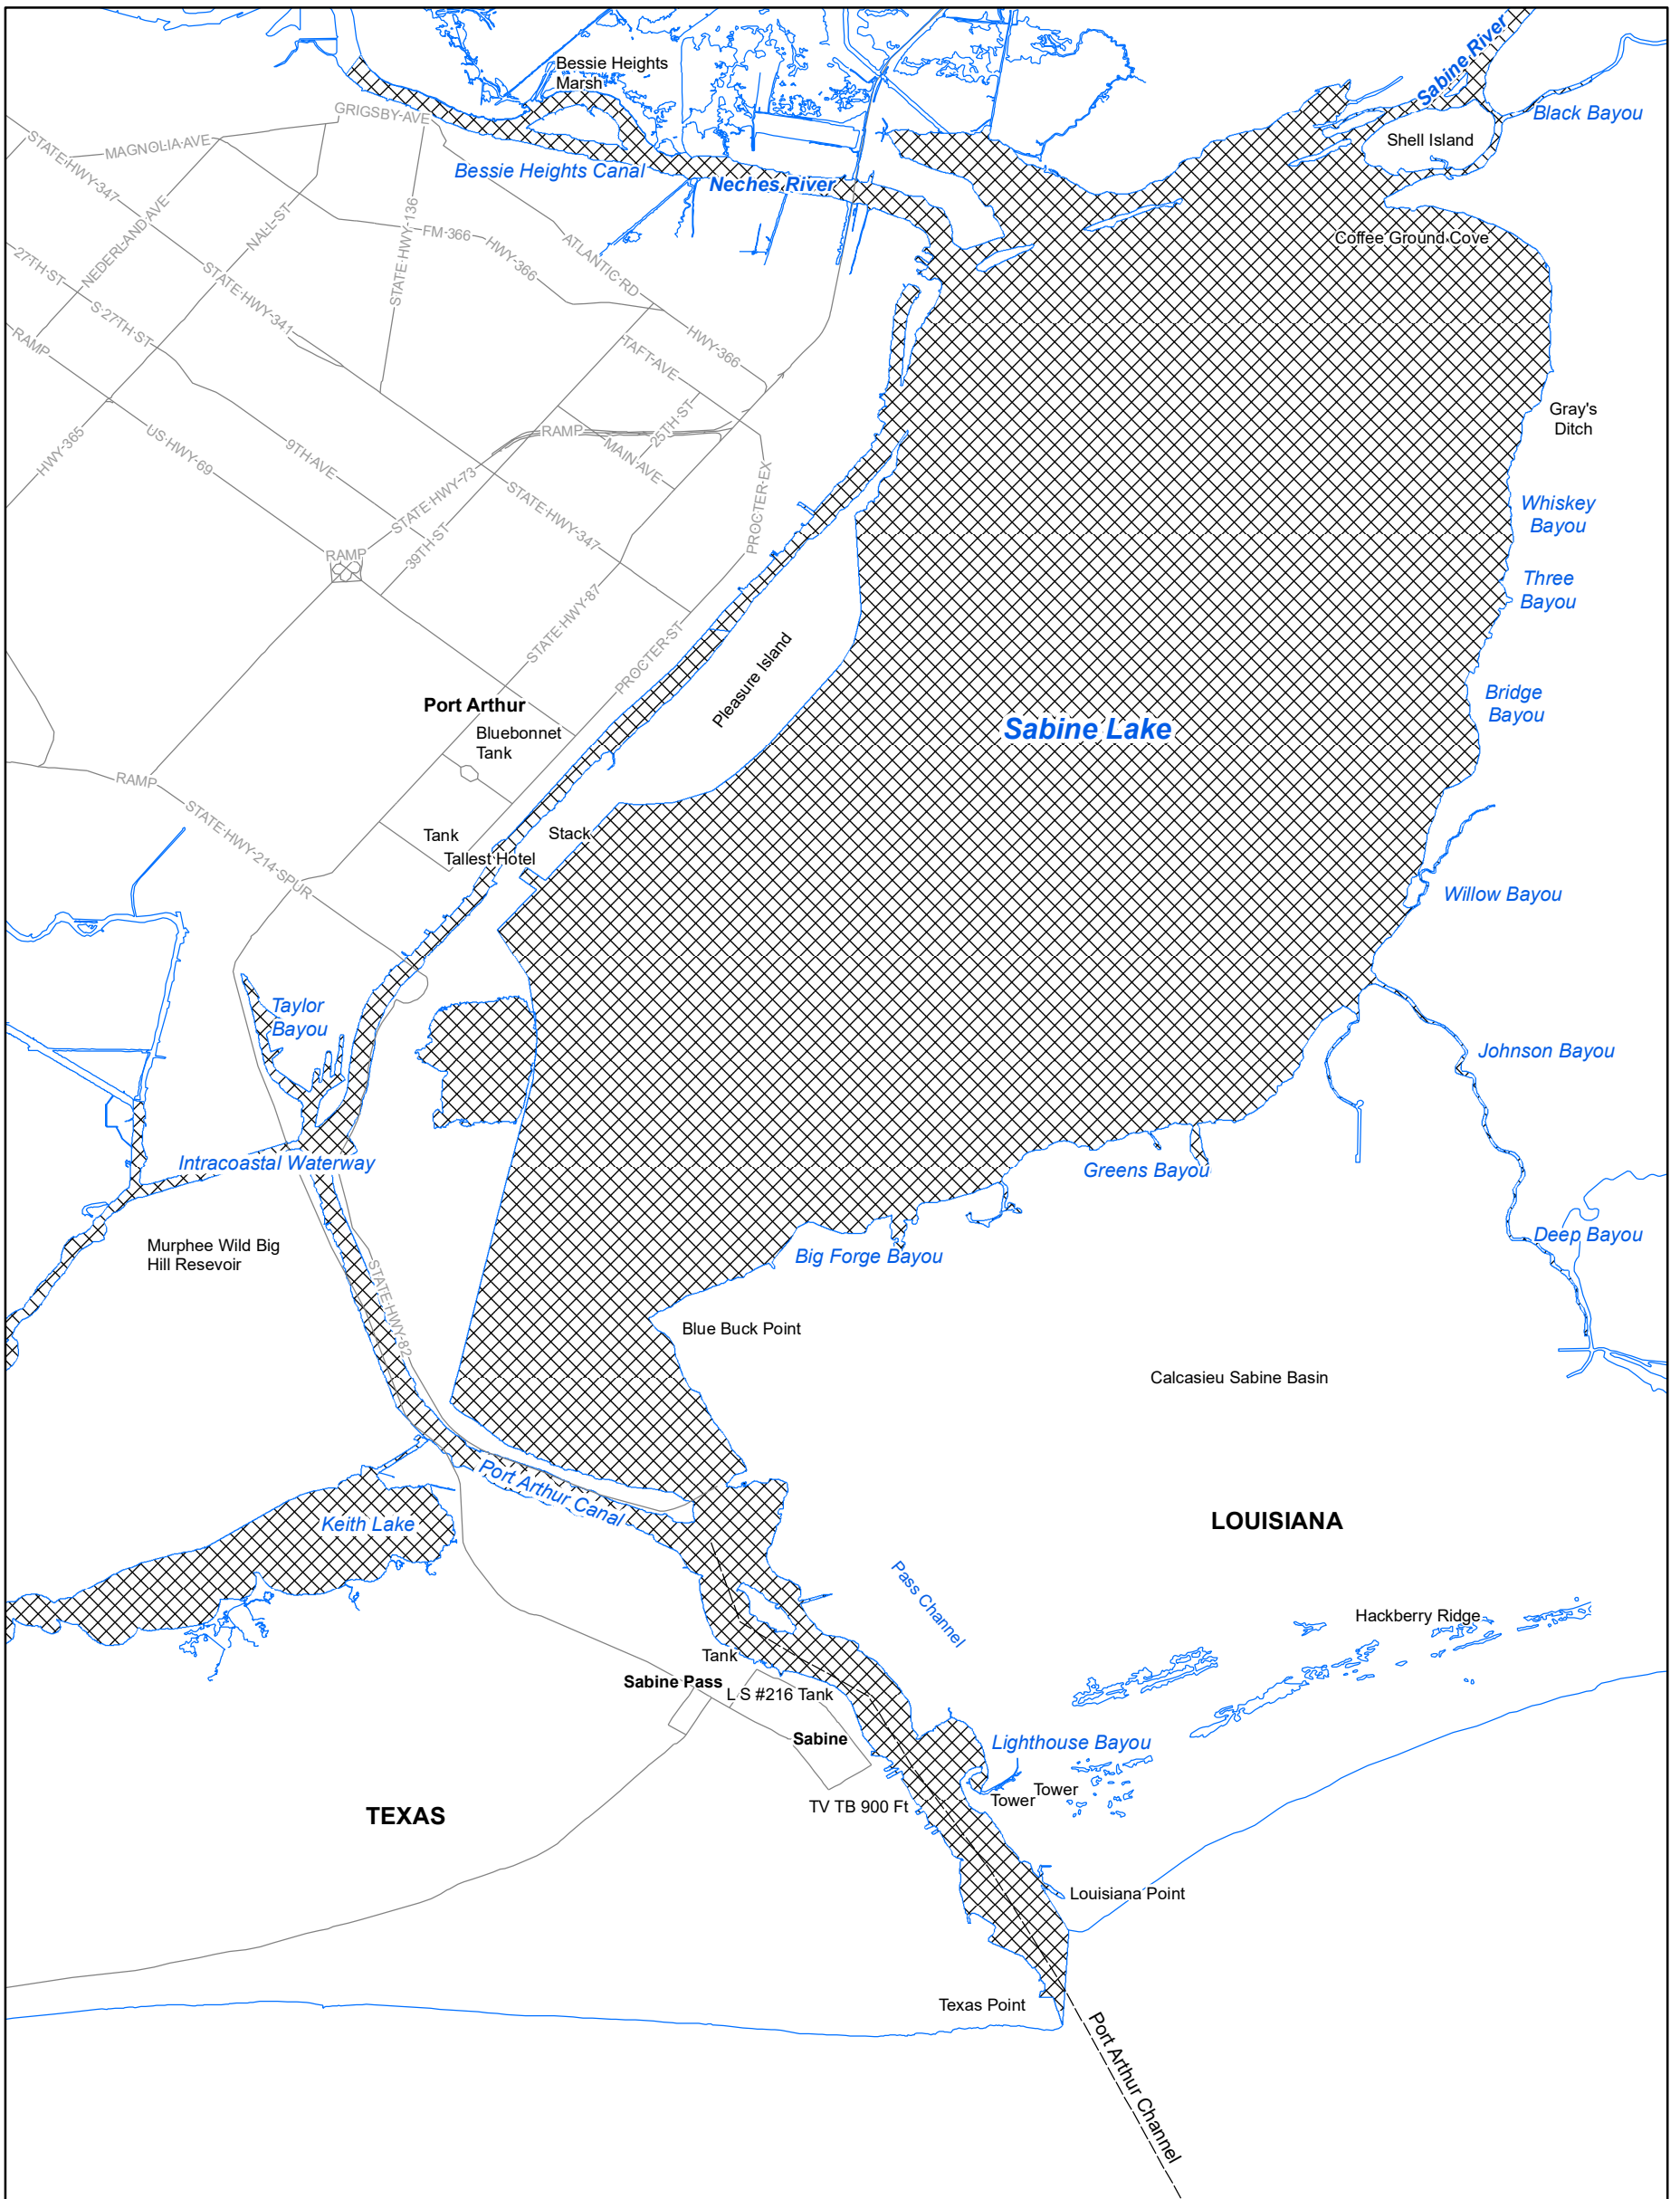 Sabine River
Bessie Heights
Marsh
Black Bayou
GRIGSBY AVE
Shell Island
MAGNOLIA AVE
STATE HWY 347
Bessie Heights Canal
Neches River
NEDERLAND AVE
NALL ST
STATE HWY 136
FM 366
HWY 366
ATLANTIC RD
Coffee Ground Cove
27TH ST
S 27TH ST
STATE HWY 341
RAMP
TAFT AVE
HWY 366
Gray's
Ditch
HWY 365
US HWY 69
9TH AVE
RAMP
25TH ST
MAIN AVE
STATE HWY 73
STATE HWY 347
PROCTER EX
Whiskey
Bayou
39TH ST
RAMP
Three
Bayou
STATE HWY 87
PROCTER ST
Pleasure Island
Port Arthur
Bridge
Bayou
Sabine Lake
Bluebonnet
Tank
RAMP
STATE HWY 214 SPUR
Tank
Stack
Tallest Hotel
Willow Bayou
Taylor
Bayou
Johnson Bayou
Intracoastal Waterway
Greens Bayou
Murphee Wild Big
Hill Resevoir
Deep Bayou
Big Forge Bayou
STATE HWY 82
Blue Buck Point
Calcasieu Sabine Basin
Port Arthur Canal
Keith Lake
LOUISIANA
Pass Channel
Hackberry Ridge
Tank
Sabine Pass
L S #216 Tank
Sabine
Lighthouse Bayou
Tower
Tower
TV TB 900 Ft
TEXAS
Louisiana Point
Texas Point
Port Arthur Channel